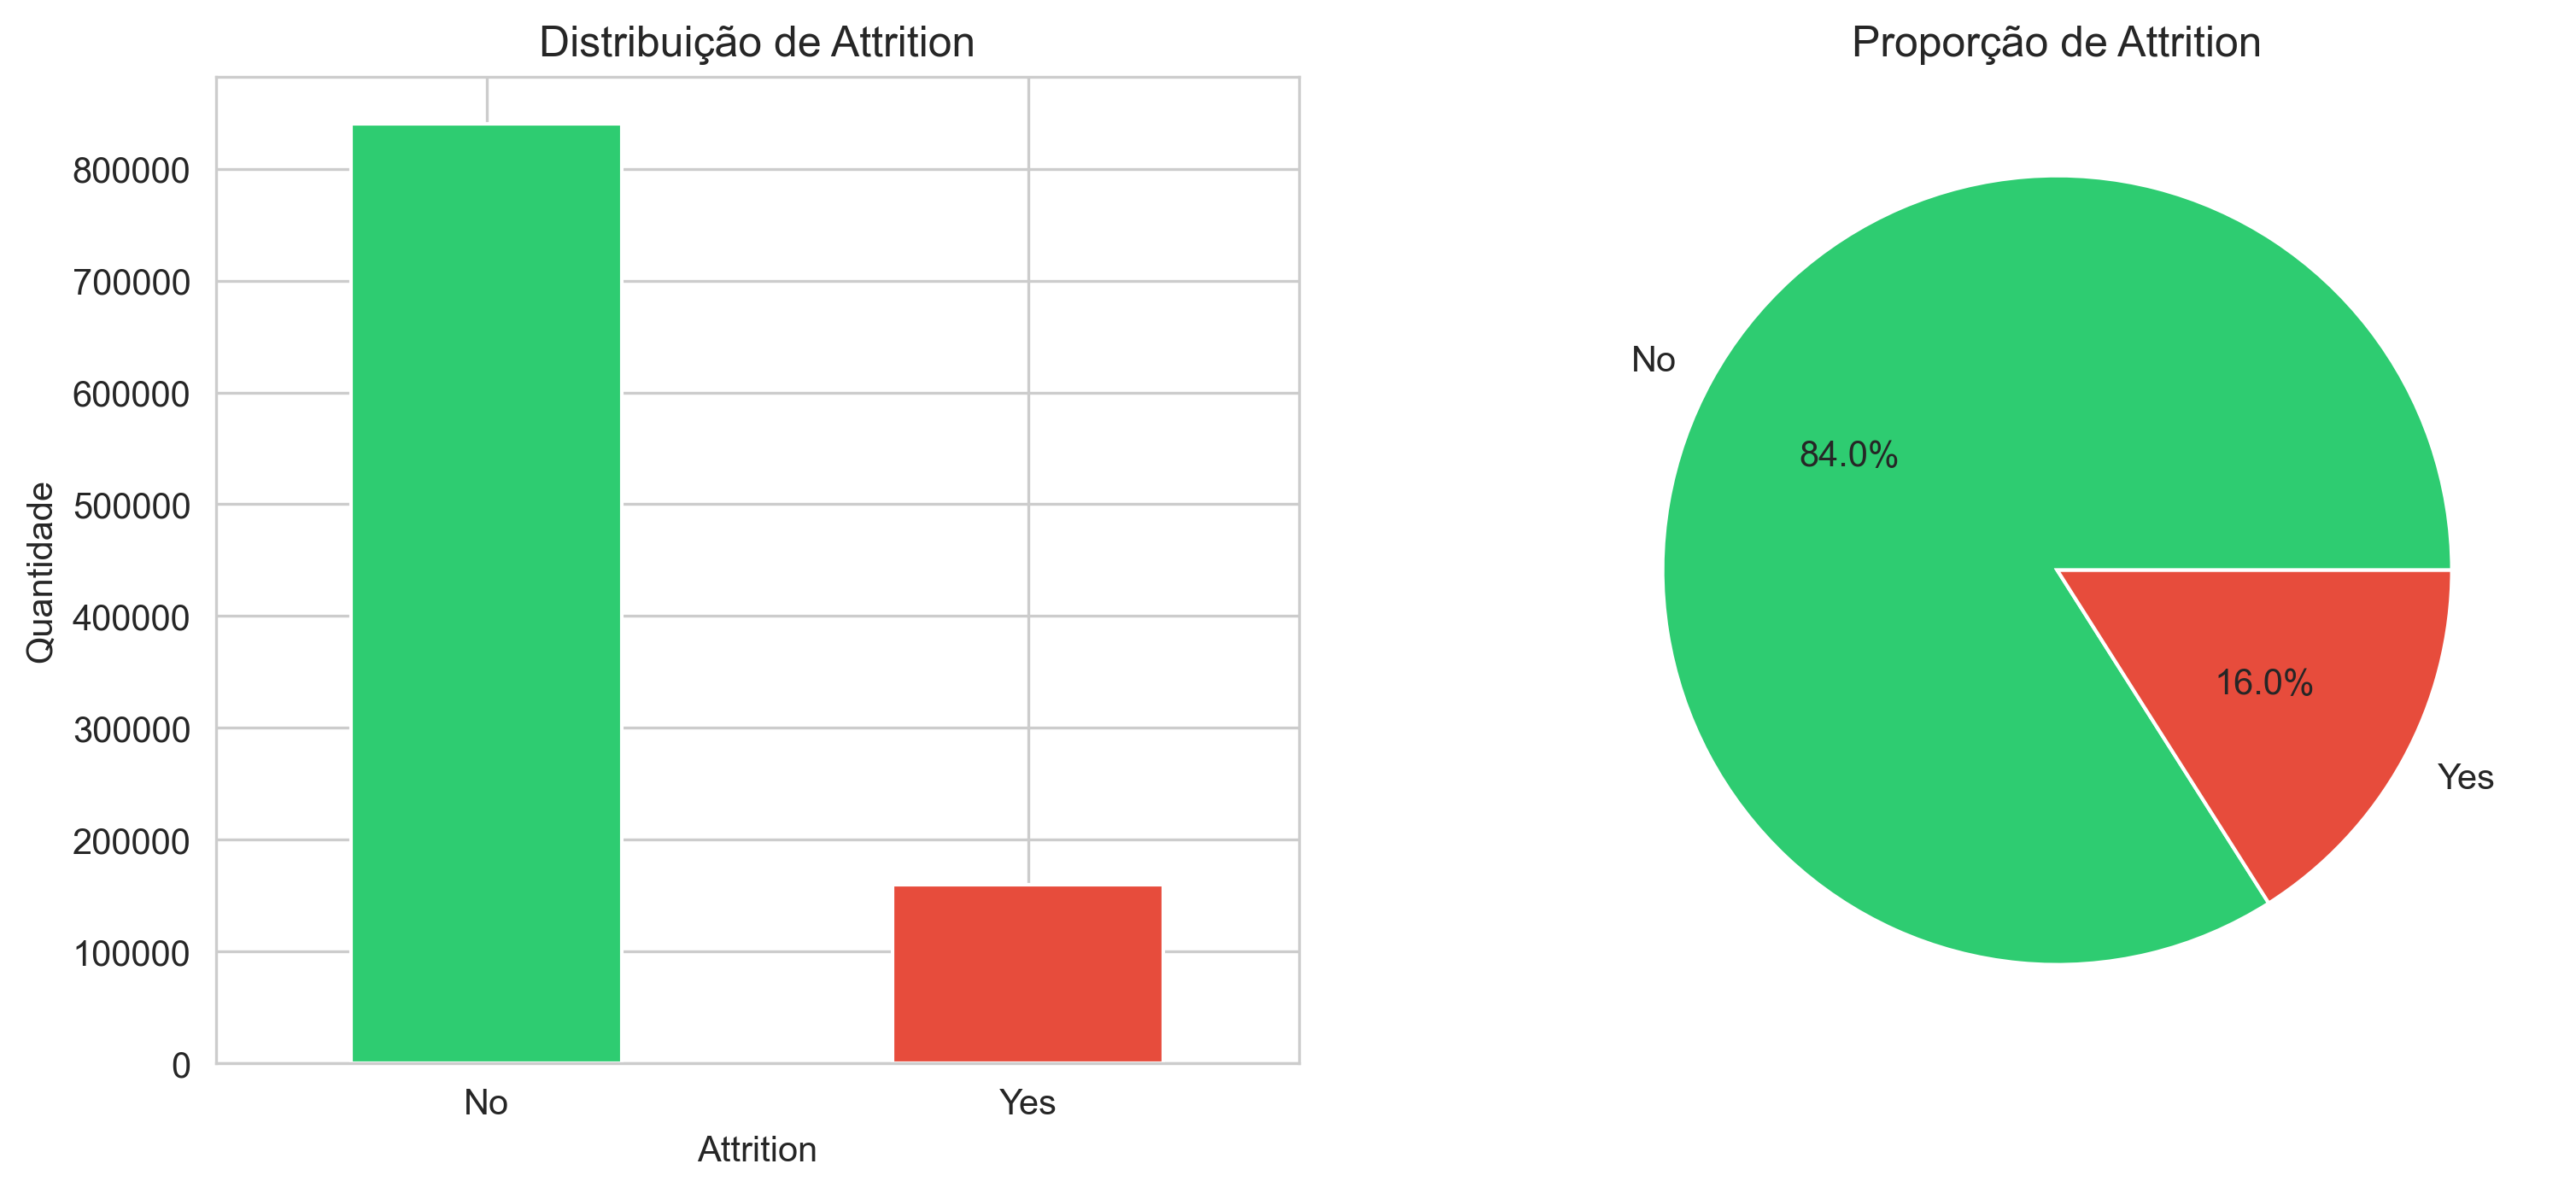 Distribuição de Attrition
800000
700000
600000
500000
400000
300000
200000
100000
0
Quantidade
No
Yes
Attrition
Proporção de Attrition
No
84.0%
16.0%
Yes